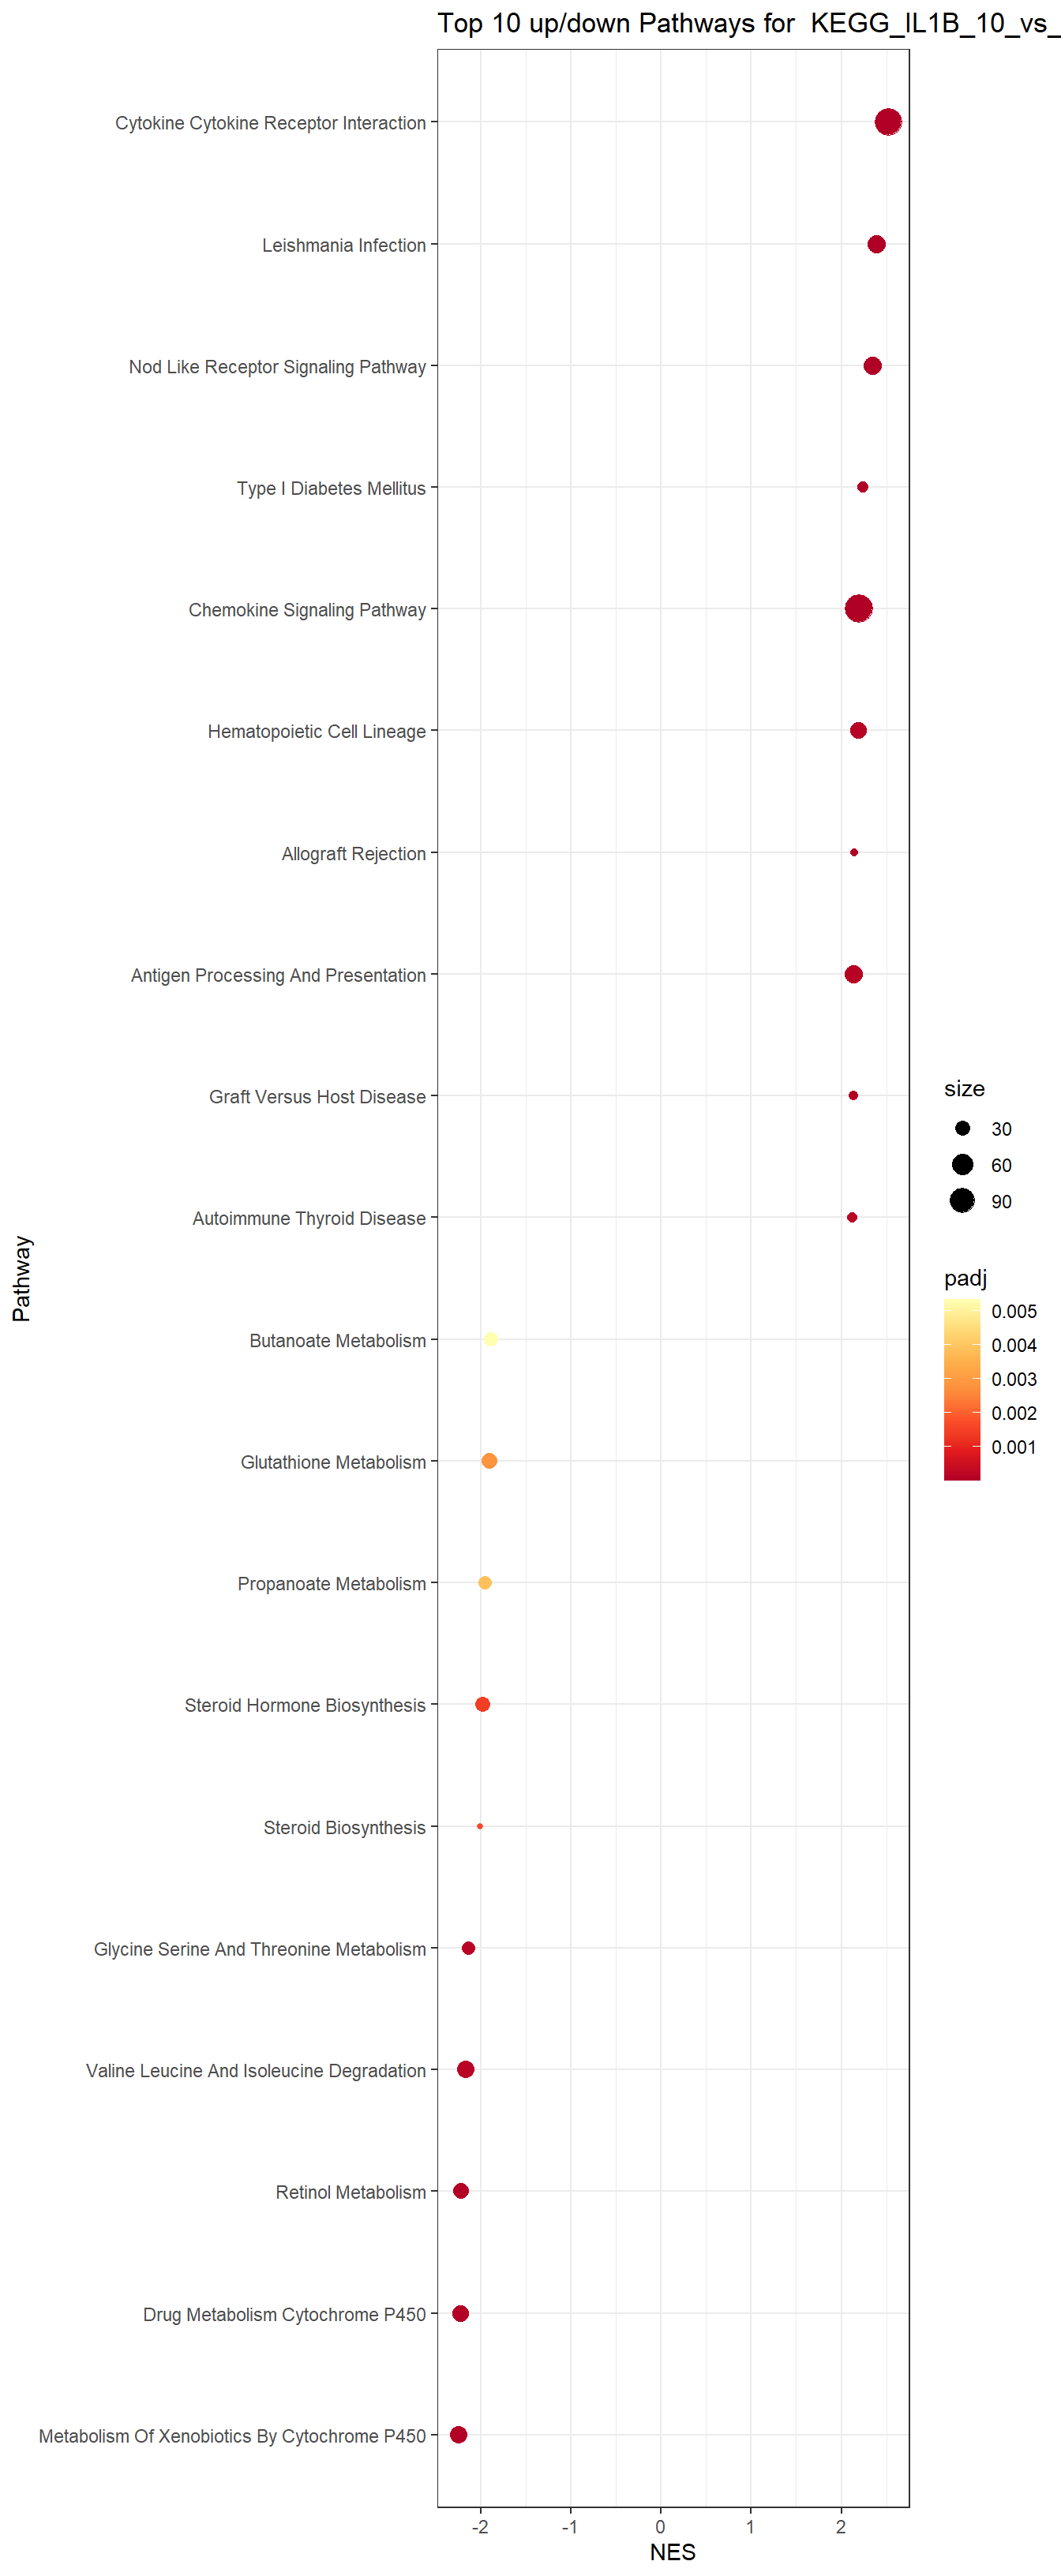 Top 10 up/down Pathways for  KEGG_IL1B_10_vs_
Cytokine Cytokine Receptor Interaction
Leishmania Infection
Nod Like Receptor Signaling Pathway
Type I Diabetes Mellitus
Chemokine Signaling Pathway
Hematopoietic Cell Lineage
Allograft Rejection
Antigen Processing And Presentation
Graft Versus Host Disease
Autoimmune Thyroid Disease
Butanoate Metabolism
Glutathione Metabolism
Propanoate Metabolism
Steroid Hormone Biosynthesis
Steroid Biosynthesis
Glycine Serine And Threonine Metabolism
Valine Leucine And Isoleucine Degradation
Retinol Metabolism
Drug Metabolism Cytochrome P450
Metabolism Of Xenobiotics By Cytochrome P450
Pathway
-2 -1 0 1 2
NES
size
30
60
90
padj
0.005
0.004
0.003
0.002
0.001